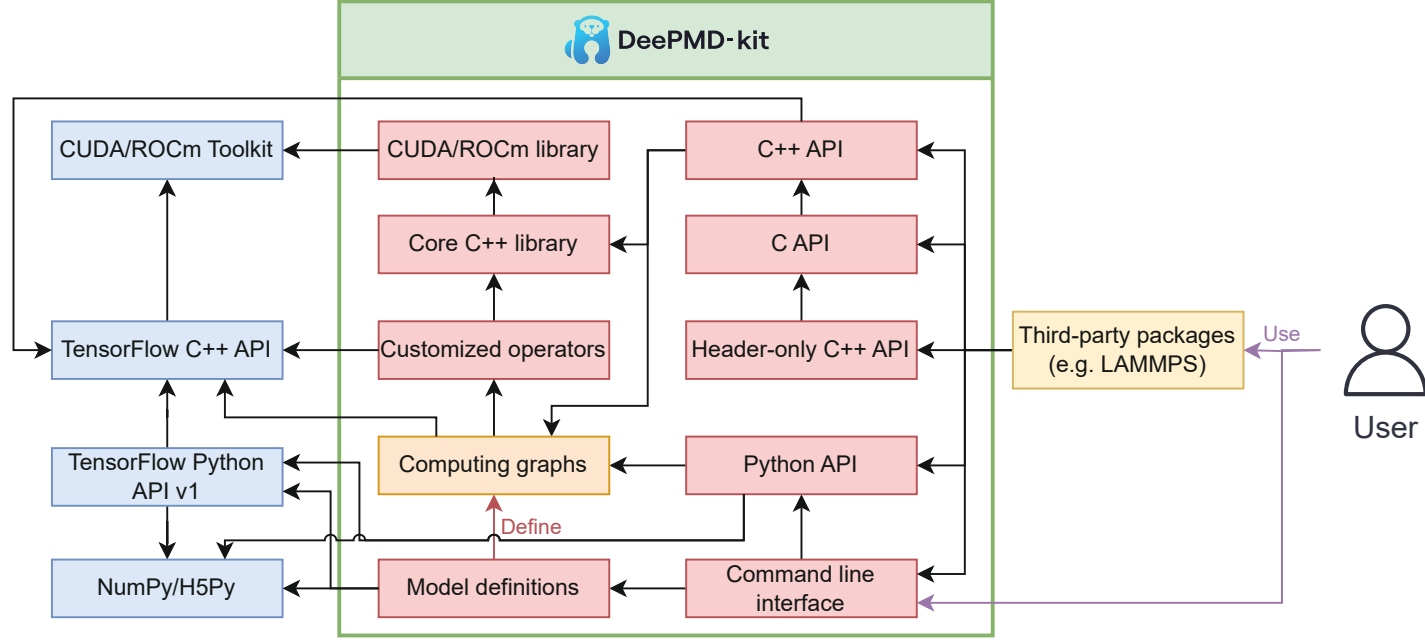 DeePMD-kit
CUDA/ROCm Toolkit
CUDA/ROCm library
C++ API
Core C++ library
C API
TensorFlow C++ API
Customized operators
Header-only C++ API
Third-party packages
(e.g. LAMMPS)
Use
User
TensorFlow Python
API v1
Computing graphs
Python API
Define
NumPy/H5Py
Model definitions
Command line
interface